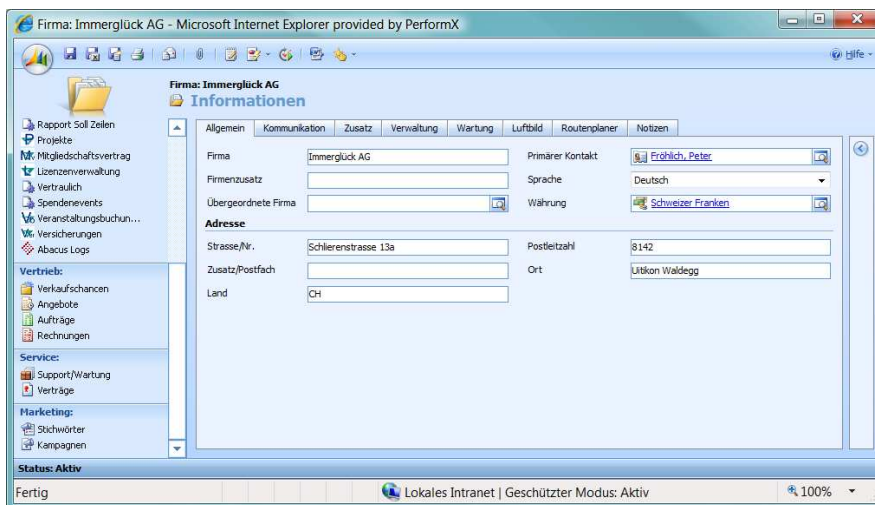 Firma: Immerglück AG - Microsoft Internet Explorer provided by PerformX
Hilfe
Firma: Immerglück AG
Informationen
Rapport Soll Zeilen
Projekte
Mitgliedschaftsvertrag
Lizenzenverwaltung
Vertraulich
Spendenevents
Veranstaltungsbuchun...
Versicherungen
Abacus Logs
Vertrieb:
Verkaufschancen
Angebote
Aufträge
Rechnungen
Service:
Support/Wartung
Verträge
Marketing:
Stichwörter
Kampagnen
Allgemein Kommunikation Zusatz Verwaltung Wartung Luftbild Routenplaner Notizen
Firma Immerglück AG Primärer Kontakt Fröhlich, Peter
Firmenzusatz Sprache Deutsch
Übergeordnete Firma Währung Schweizer Franken
Adresse
Strasse/Nr. Schlierenstrasse 13a Postleitzahl 8142
Zusatz/Postfach Ort Uitikon Waldegg
Land CH
Status: Aktiv
Fertig Lokales Intranet | Geschützter Modus: Aktiv 100%